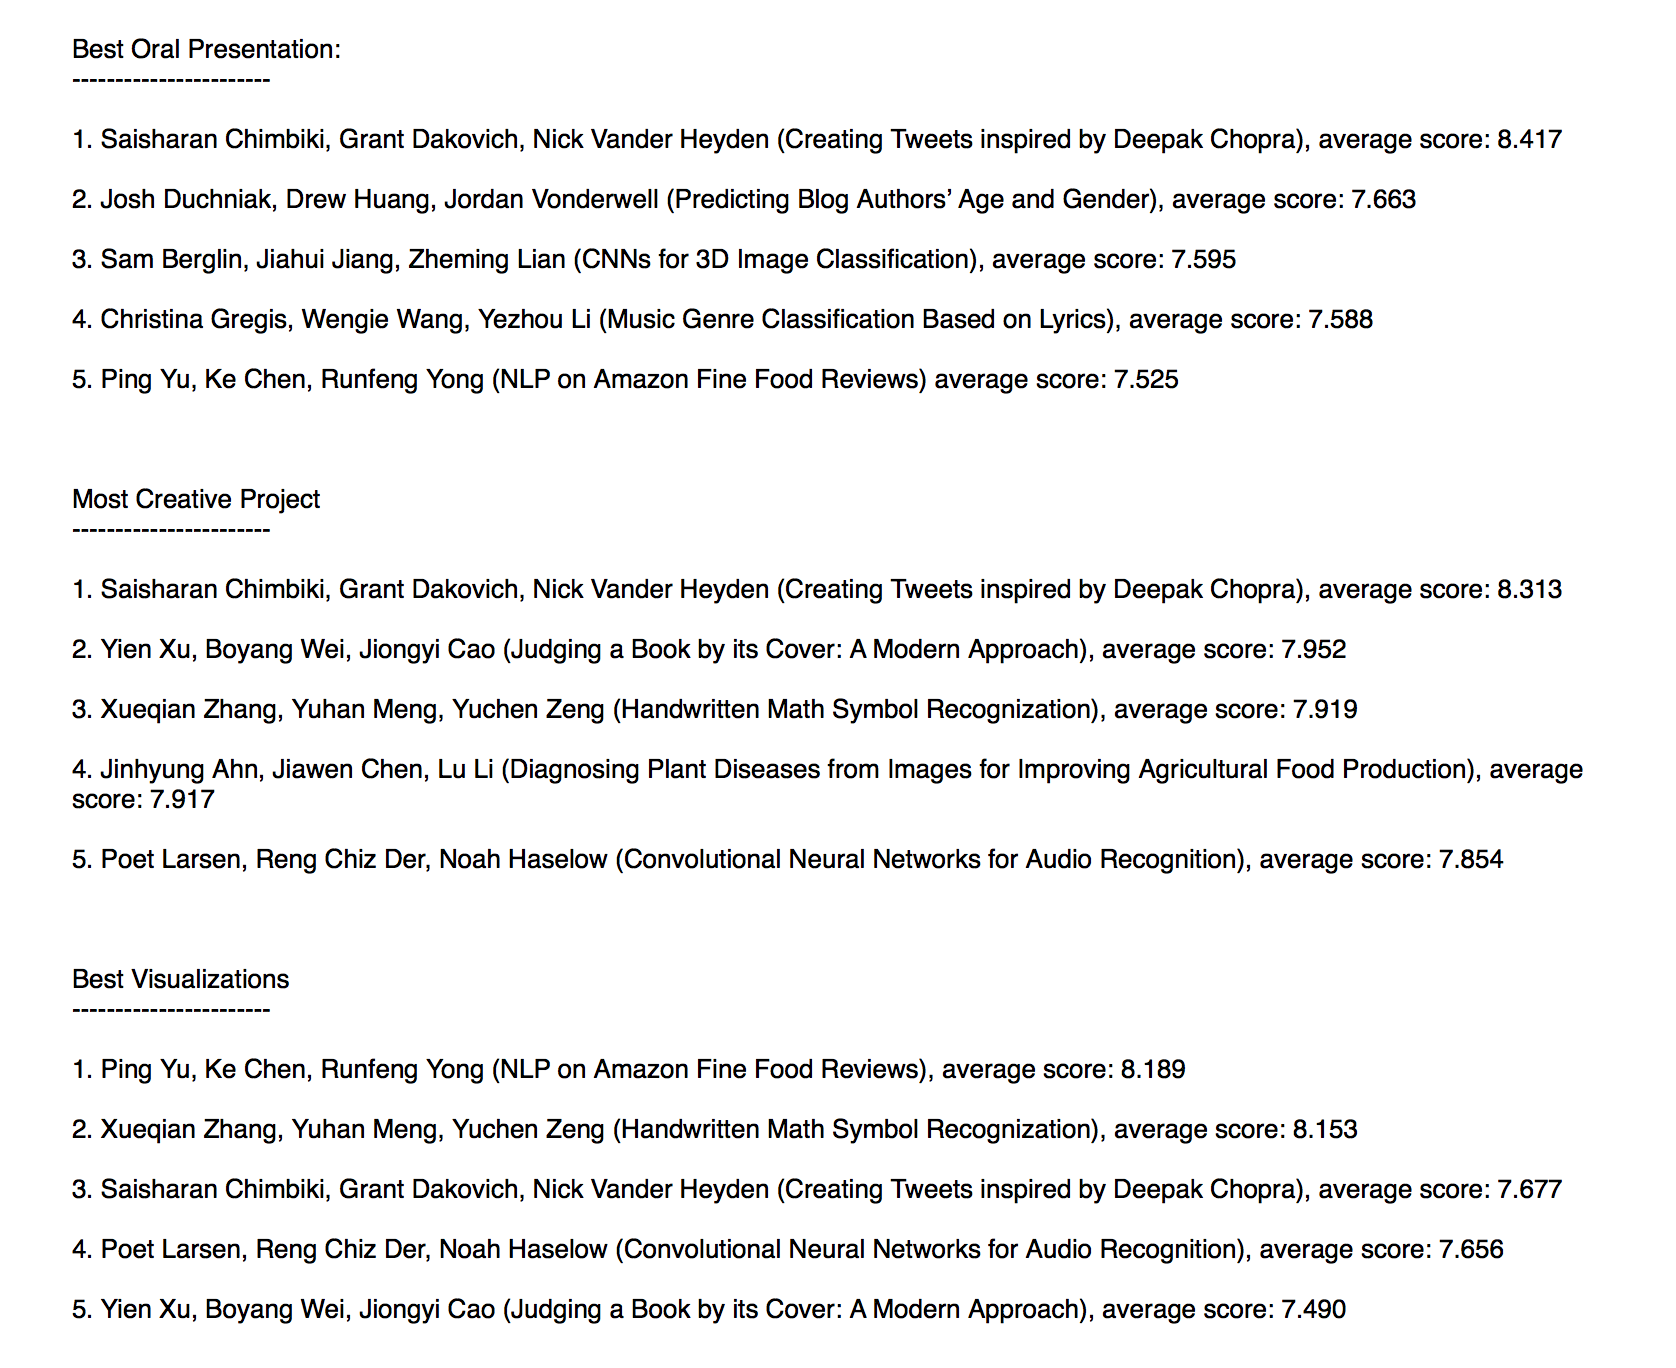 Best Oral Presentation:
-----------------------
1. Saisharan Chimbiki, Grant Dakovich, Nick Vander Heyden (Creating Tweets inspired by Deepak Chopra), average score: 8.417
2. Josh Duchniak, Drew Huang, Jordan Vonderwell (Predicting Blog Authors’ Age and Gender), average score: 7.663
3. Sam Berglin, Jiahui Jiang, Zheming Lian (CNNs for 3D Image Classification), average score: 7.595
4. Christina Gregis, Wengie Wang, Yezhou Li (Music Genre Classification Based on Lyrics), average score: 7.588
5. Ping Yu, Ke Chen, Runfeng Yong (NLP on Amazon Fine Food Reviews) average score: 7.525
Most Creative Project
-----------------------
1. Saisharan Chimbiki, Grant Dakovich, Nick Vander Heyden (Creating Tweets inspired by Deepak Chopra), average score: 8.313
2. Yien Xu, Boyang Wei, Jiongyi Cao (Judging a Book by its Cover: A Modern Approach), average score: 7.952
3. Xueqian Zhang, Yuhan Meng, Yuchen Zeng (Handwritten Math Symbol Recognization), average score: 7.919
4. Jinhyung Ahn, Jiawen Chen, Lu Li (Diagnosing Plant Diseases from Images for Improving Agricultural Food Production), average
score: 7.917
5. Poet Larsen, Reng Chiz Der, Noah Haselow (Convolutional Neural Networks for Audio Recognition), average score: 7.854
Best Visualizations
-----------------------
1. Ping Yu, Ke Chen, Runfeng Yong (NLP on Amazon Fine Food Reviews), average score: 8.189
2. Xueqian Zhang, Yuhan Meng, Yuchen Zeng (Handwritten Math Symbol Recognization), average score: 8.153
3. Saisharan Chimbiki, Grant Dakovich, Nick Vander Heyden (Creating Tweets inspired by Deepak Chopra), average score: 7.677
4. Poet Larsen, Reng Chiz Der, Noah Haselow (Convolutional Neural Networks for Audio Recognition), average score: 7.656
5. Yien Xu, Boyang Wei, Jiongyi Cao (Judging a Book by its Cover: A Modern Approach), average score: 7.490